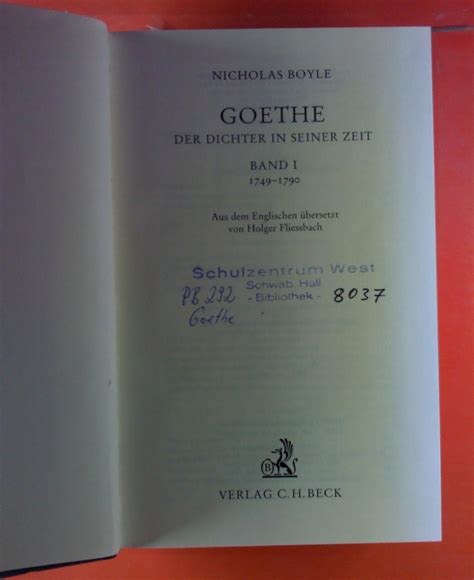 NICHOLAS BOYLE
GOETHE
DER DICHTER IN SEINER ZEIT
BAND I
1749–1790
Aus dem Englischen übersetzt
von Holger Fliessbach
Schulzentrum West
Schwab. Hall
PB 292 - Bibliothek - 8037
Goethe
B
VERLAG C.H.BECK